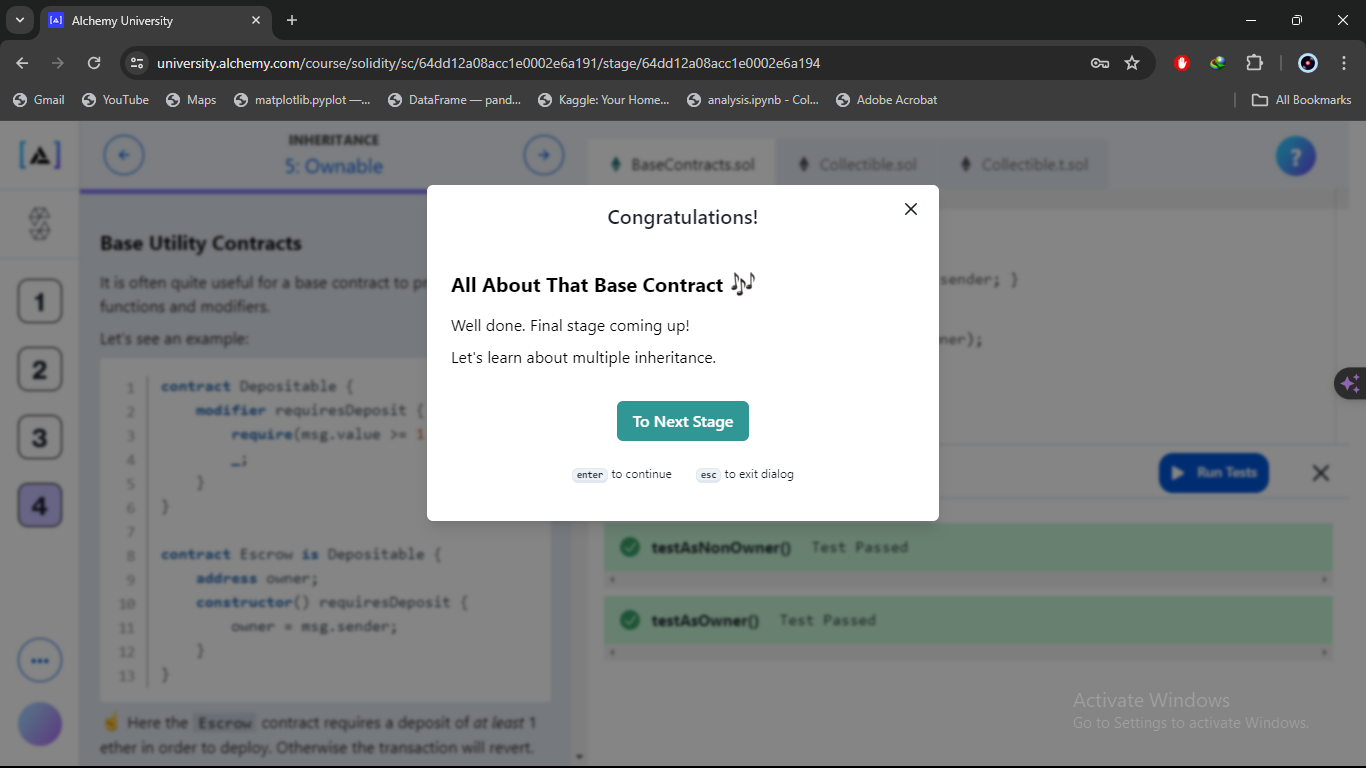 Alchemy University
university.alchemy.com/course/solidity/sc/64dd12a08acc1e0002e6a191/stage/64dd12a08acc1e0002e6a194
Gmail
YouTube
Maps
matplotlib.pyplot —...
DataFrame — pand...
Kaggle: Your Home...
analysis.ipynb - Col...
Adobe Acrobat
All Bookmarks
INHERITANCE
5: Ownable
BaseContracts.sol
Collectible.sol
Collectible.t.sol
?
1
2
3
4
Base Utility Contracts
It is often quite useful for a base contract to
functions and modifiers.
Let's see an example:
1 contract Depositable {
2 modifier requiresDeposit {
3 require(msg.value >= 1
4 _;
5 }
6 }
7
8 contract Escrow is Depositable {
9 address owner;
10 constructor() requiresDeposit {
11 owner = msg.sender;
12 }
13 }
☝ Here the Escrow contract requires a deposit of at least 1
ether in order to deploy. Otherwise the transaction will revert.
Congratulations!
All About That Base Contract 🎶
Well done. Final stage coming up!
Let's learn about multiple inheritance.
To Next Stage
enter to continue
esc to exit dialog
sender; }
ner);
Run Tests
testAsNonOwner() Test Passed
testAsOwner() Test Passed
Activate Windows
Go to Settings to activate Windows.